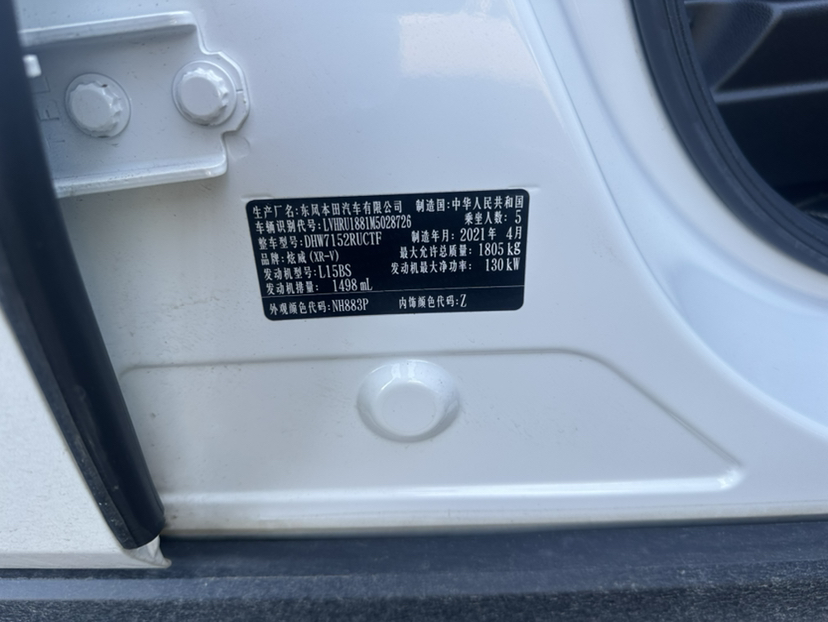 生产厂名:东风本田汽车有限公司 制造国:中华人民共和国
车辆识别代号:LVHRU1881M5028726 乘坐人数:5
整车型号:DHW7152RUCTF 制造年月:2021年4月
品牌:炫威(XR-V) 最大允许总质量:1805kg
发动机型号:L15BS 发动机最大净功率:130kW
发动机排量:1498mL
外观颜色代码:NH883P 内饰颜色代码:Z